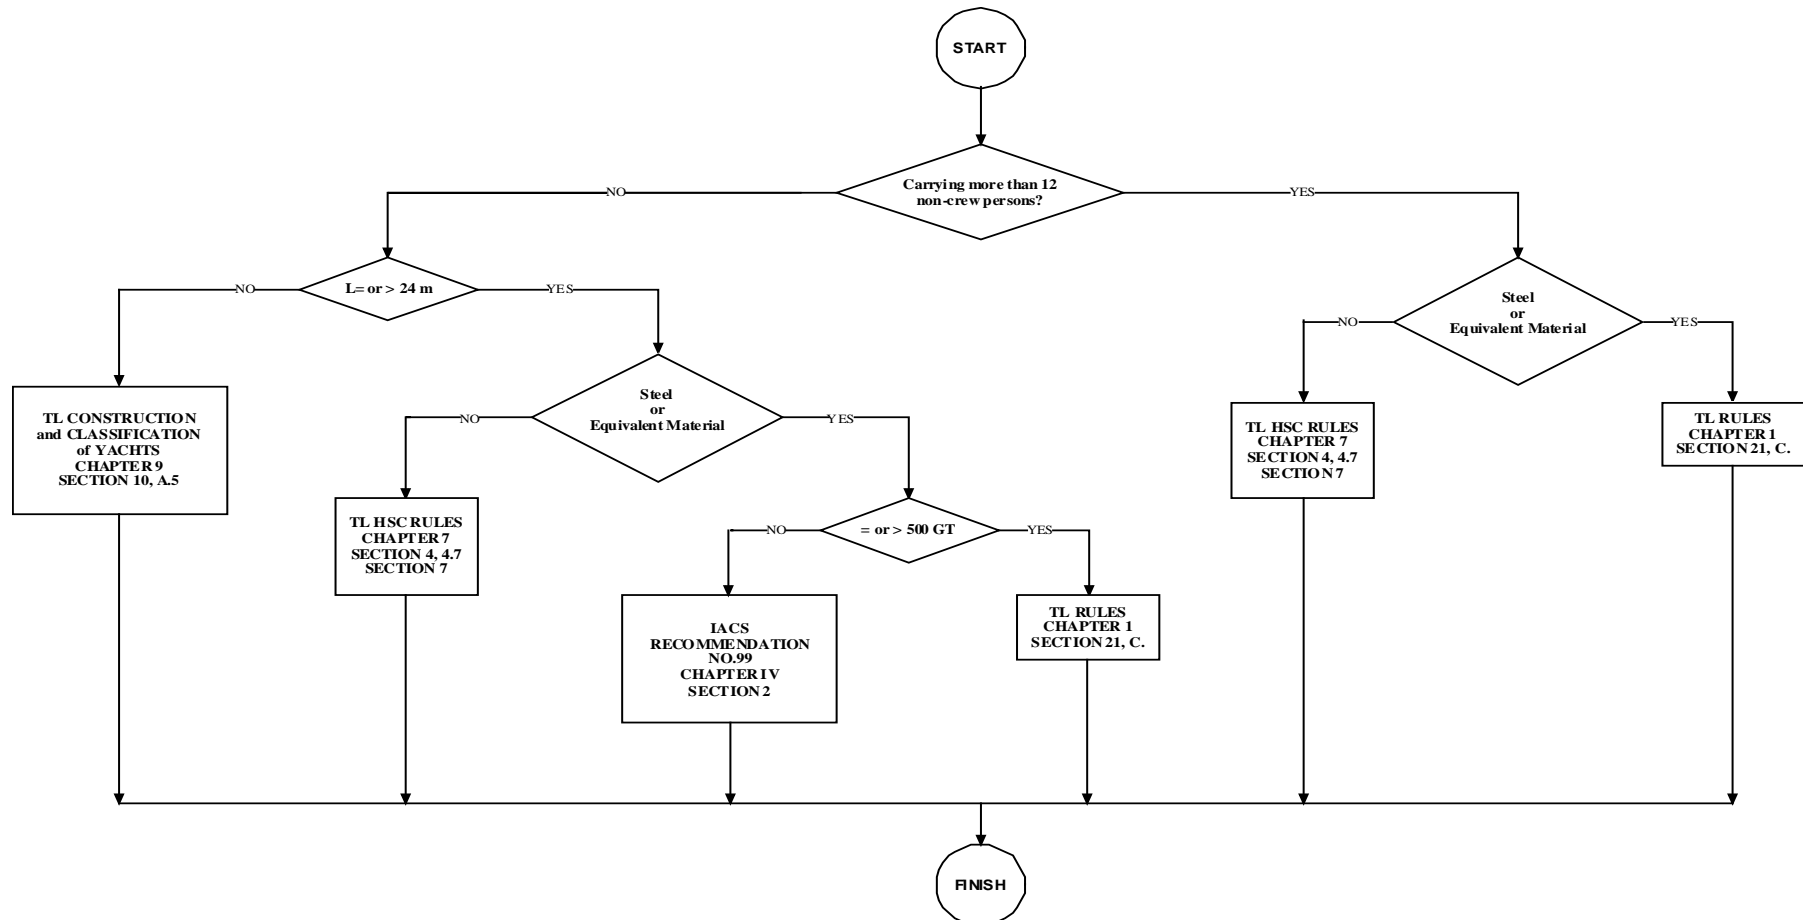 START
Carrying more than 12
non-crew persons?
NO
YES
L= or > 24 m
NO
YES
Steel
or
Equivalent Material
NO
YES
Steel
or
Equivalent Material
NO
YES
TL CONSTRUCTION
and CLASSIFICATION
of YACHTS
CHAPTER 9
SECTION 10, A.5
TL HSC RULES
CHAPTER 7
SECTION 4, 4.7
SECTION 7
= or > 500 GT
NO
YES
IACS
RECOMMENDATION
NO.99
CHAPTER IV
SECTION 2
TL RULES
CHAPTER 1
SECTION 21, C.
TL HSC RULES
CHAPTER 7
SECTION 4, 4.7
SECTION 7
TL RULES
CHAPTER 1
SECTION 21, C.
FINISH